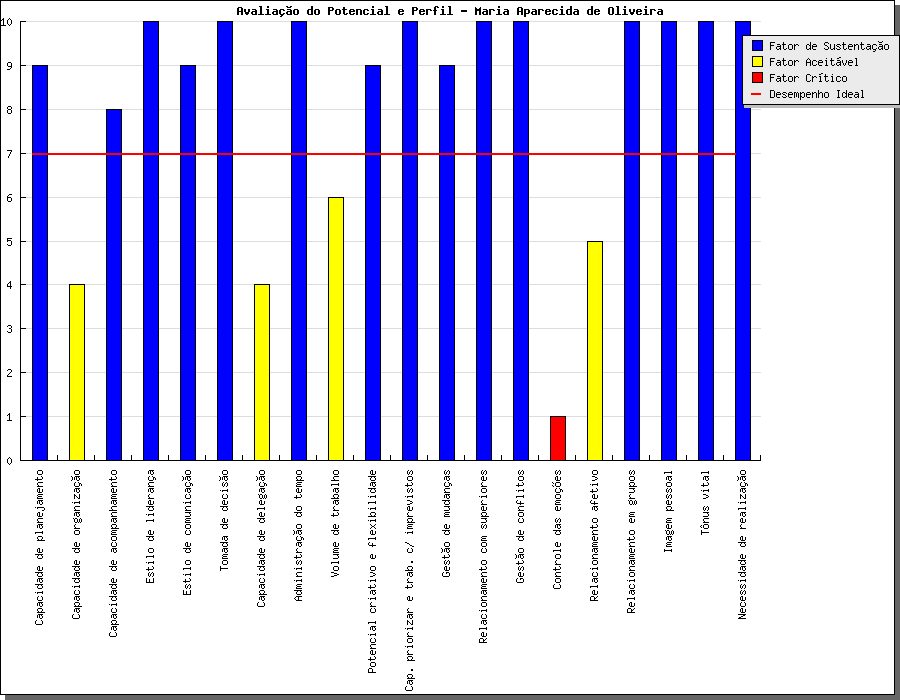 Avaliação do Potencial e Perfil - Maria Aparecida de Oliveira
Fator de Sustentação
Fator Aceitável
Fator Crítico
Desempenho Ideal
10
9
8
7
6
5
4
3
2
1
0
Capacidade de planejamento
Capacidade de organização
Capacidade de acompanhamento
Estilo de liderança
Estilo de comunicação
Tomada de decisão
Capacidade de delegação
Administração do tempo
Volume de trabalho
Potencial criativo e flexibilidade
Cap. priorizar e trab. c/ imprevistos
Gestão de mudanças
Relacionamento com superiores
Gestão de conflitos
Controle das emoções
Relacionamento afetivo
Relacionamento em grupos
Imagem pessoal
Tônus vital
Necessidade de realização